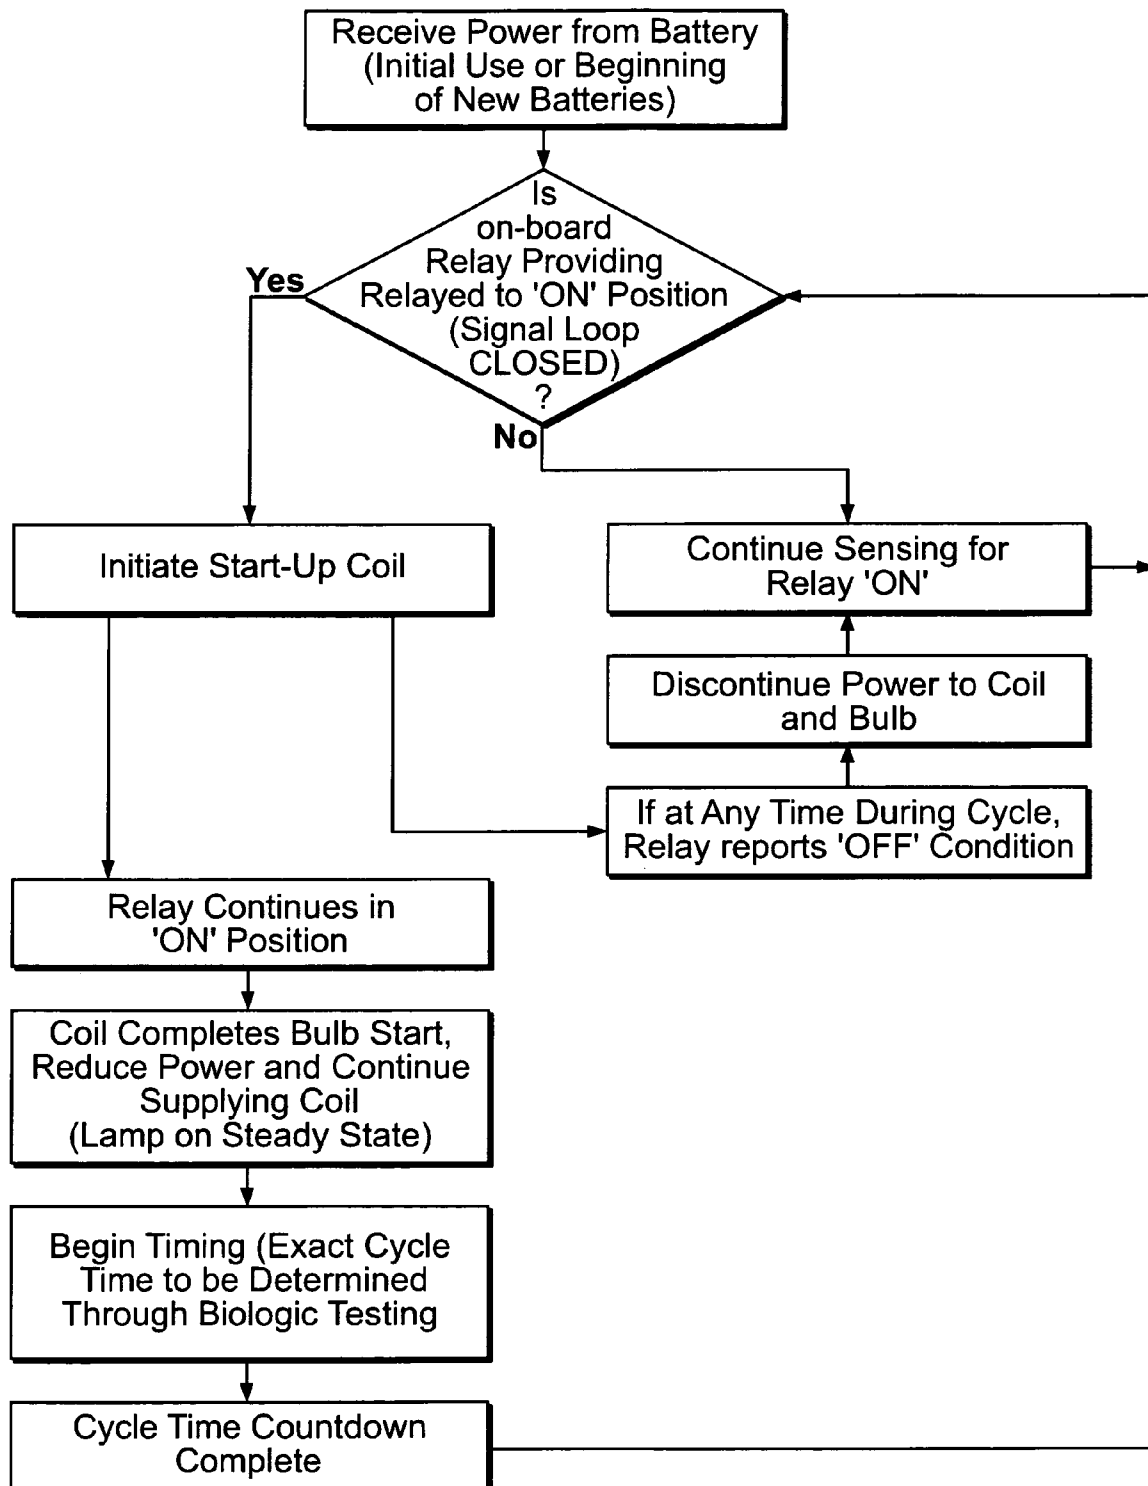 Receive Power from Battery
(Initial Use or Beginning
of New Batteries)
Is
on-board
Relay Providing
Relayed to 'ON' Position
(Signal Loop
CLOSED)
?
Yes
No
Initiate Start-Up Coil
Continue Sensing for
Relay 'ON'
Discontinue Power to Coil
and Bulb
If at Any Time During Cycle,
Relay reports 'OFF' Condition
Relay Continues in
'ON' Position
Coil Completes Bulb Start,
Reduce Power and Continue
Supplying Coil
(Lamp on Steady State)
Begin Timing (Exact Cycle
Time to be Determined
Through Biologic Testing
Cycle Time Countdown
Complete